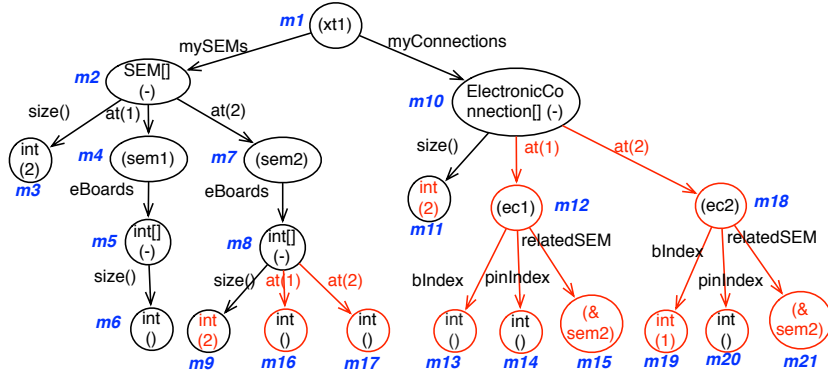 m1
(xt1)
mySEMs
myConnections
m2
SEM[]
(-)
m10
ElectronicCo
nnection[] (-)
size()
at(1)
at(2)
size()
at(1)
at(2)
int
(2)
m3
m4
(sem1)
m7
(sem2)
int
(2)
m11
(ec1)
m12
(ec2)
m18
eBoards
eBoards
m5
int[]
(-)
m8
int[]
(-)
bIndex
pinIndex
relatedSEM
bIndex
pinIndex
relatedSEM
size()
size()
at(1)
at(2)
m6
int
()
int
(2)
m9
int
()
m16
int
()
m17
int
()
m13
int
()
m14
(&
sem2)
m15
int
(1)
m19
int
()
m20
(&
sem2)
m21